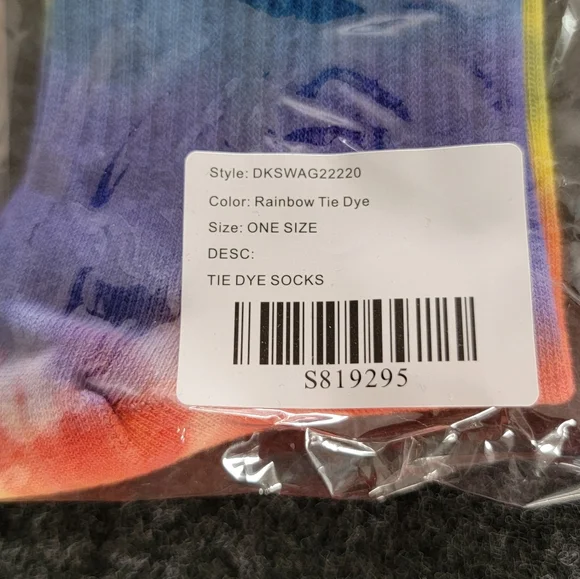 Style: DKSWAG22220
Color: Rainbow Tie Dye
Size: ONE SIZE
DESC:
TIE DYE SOCKS
S819295